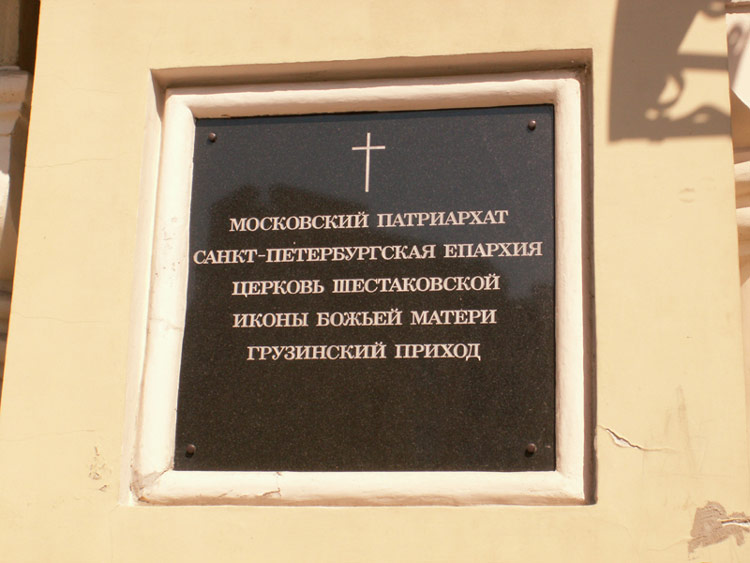 МОСКОВСКИЙ ПАТРИАРХАТ
САНКТ-ПЕТЕРБУРГСКАЯ ЕПАРХИЯ
ЦЕРКОВЬ ШЕСТАКОВСКОЙ
ИКОНЫ БОЖЬЕЙ МАТЕРИ
ГРУЗИНСКИЙ ПРИХОД